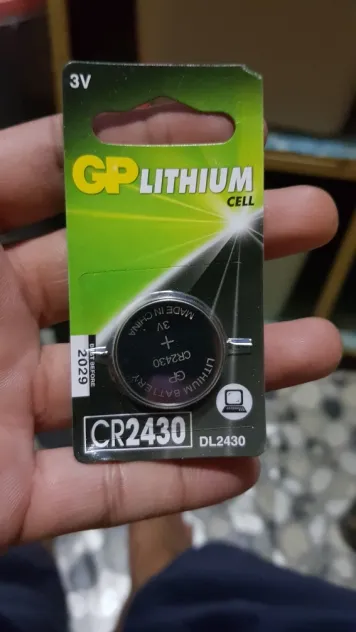 3V
GP LITHIUM
CELL
MADE IN CHINA
3V
+
CR2430
GP
LITHIUM BATTERY
BEST BEFORE
2029
CR2430
DL2430